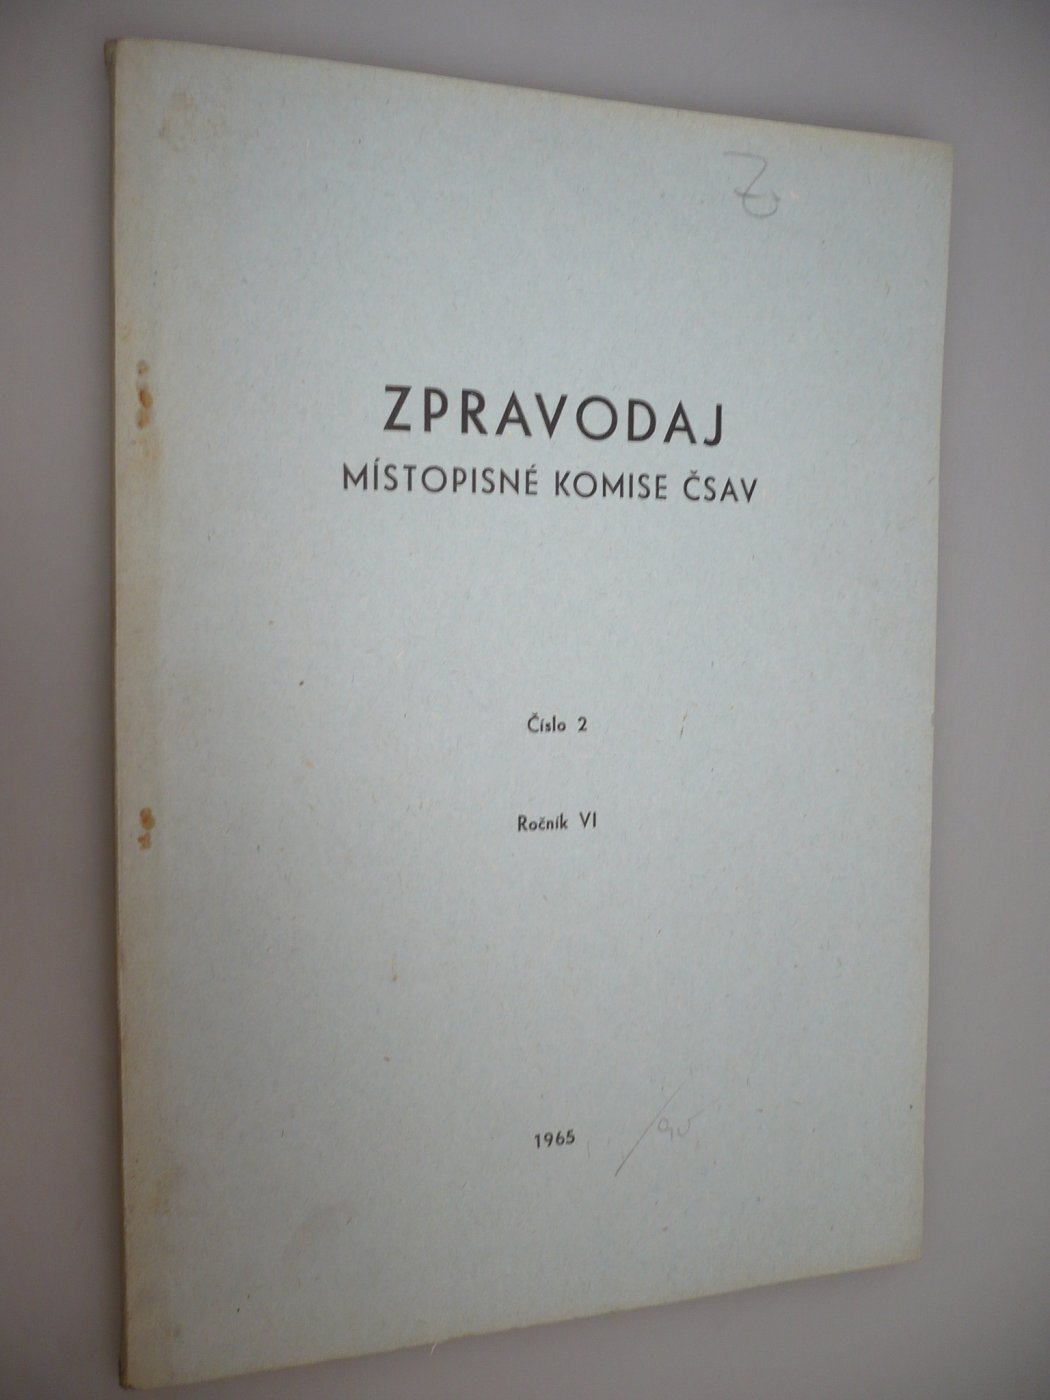 ZPRAVODAJ
MÍSTOPISNÉ KOMISE ČSAV
Číslo 2
Ročník VI
1965